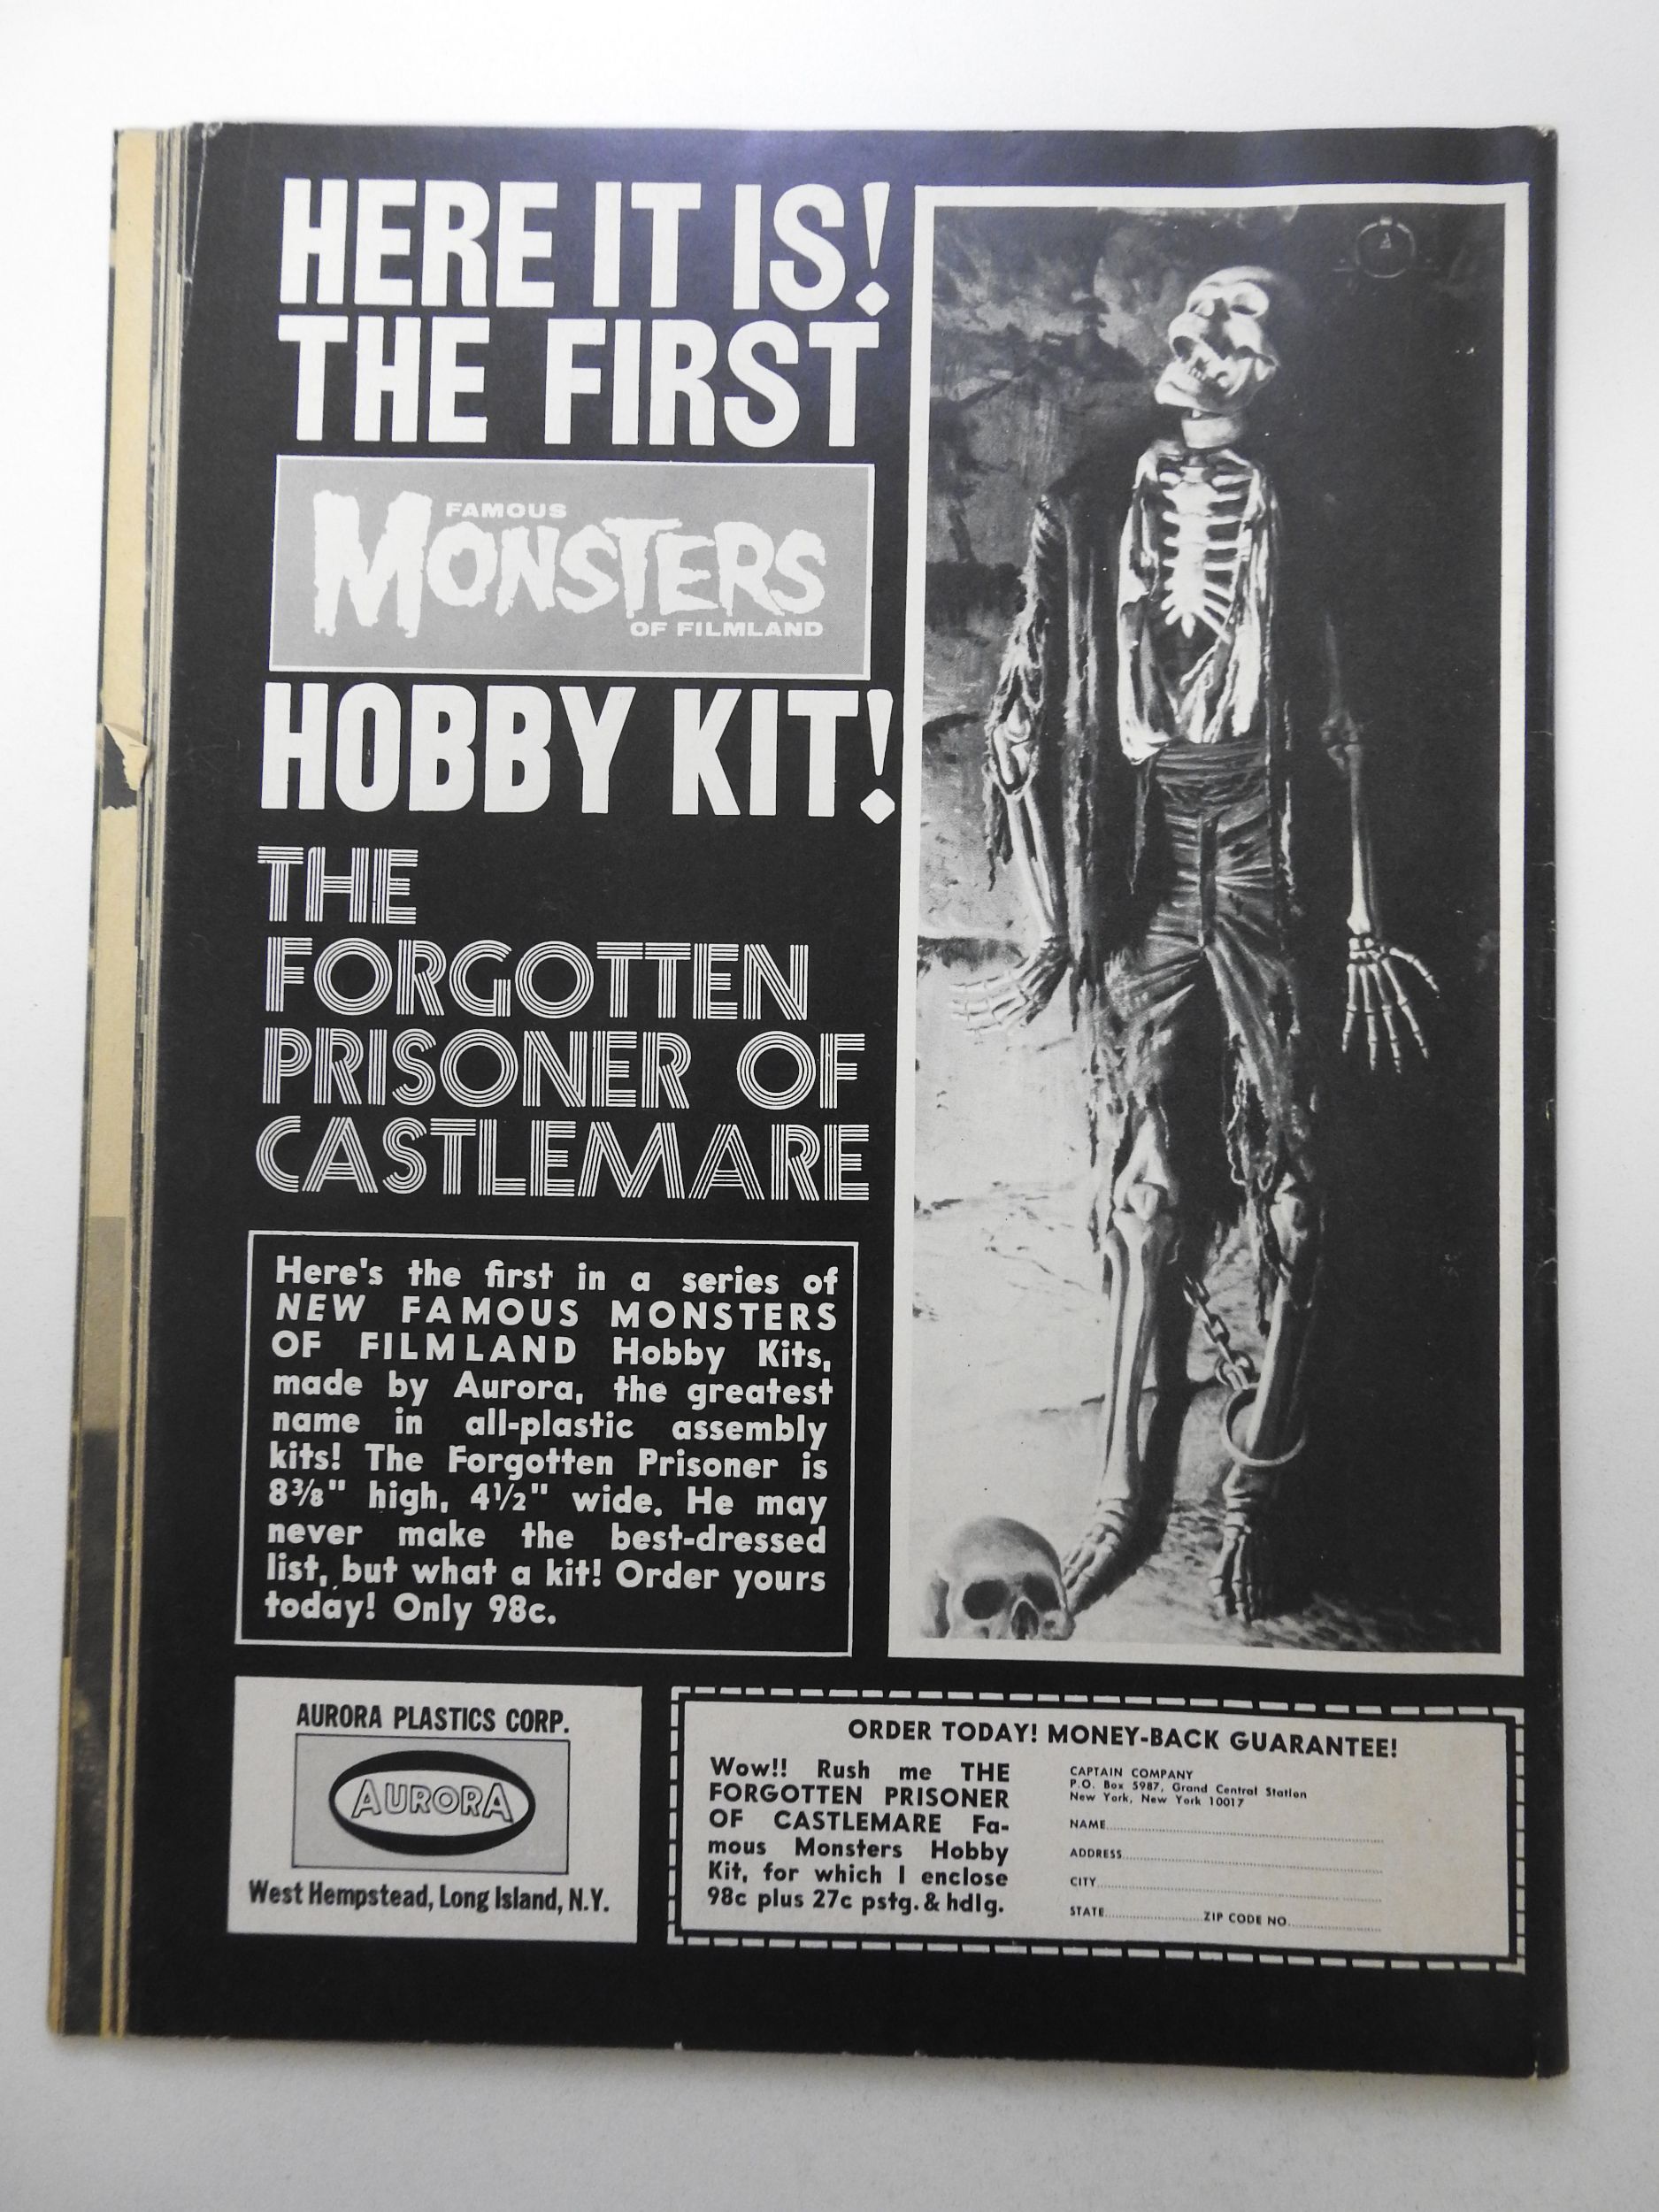 HERE IT IS!
THE FIRST
FAMOUS
MONSTERS
OF FILMLAND
HOBBY KIT!
THE
FORGOTTEN
PRISONER OF
CASTLEMARE
Here's the first in a series of
NEW FAMOUS MONSTERS
OF FILMLAND Hobby Kits,
made by Aurora, the greatest
name in all-plastic assembly
kits! The Forgotten Prisoner is
8⅜" high, 4½" wide. He may
never make the best-dressed
list, but what a kit! Order yours
today! Only 98c.
AURORA PLASTICS CORP.
AURORA
West Hempstead, Long Island, N.Y.
ORDER TODAY! MONEY-BACK GUARANTEE!
Wow!! Rush me THE
FORGOTTEN PRISONER
OF CASTLEMARE Fa-
mous Monsters Hobby
Kit, for which I enclose
98c plus 27c pstg. & hdlg.
CAPTAIN COMPANY
P.O. Box 5987, Grand Central Station
New York, New York 10017
NAME
ADDRESS
CITY
STATE ZIP CODE NO.